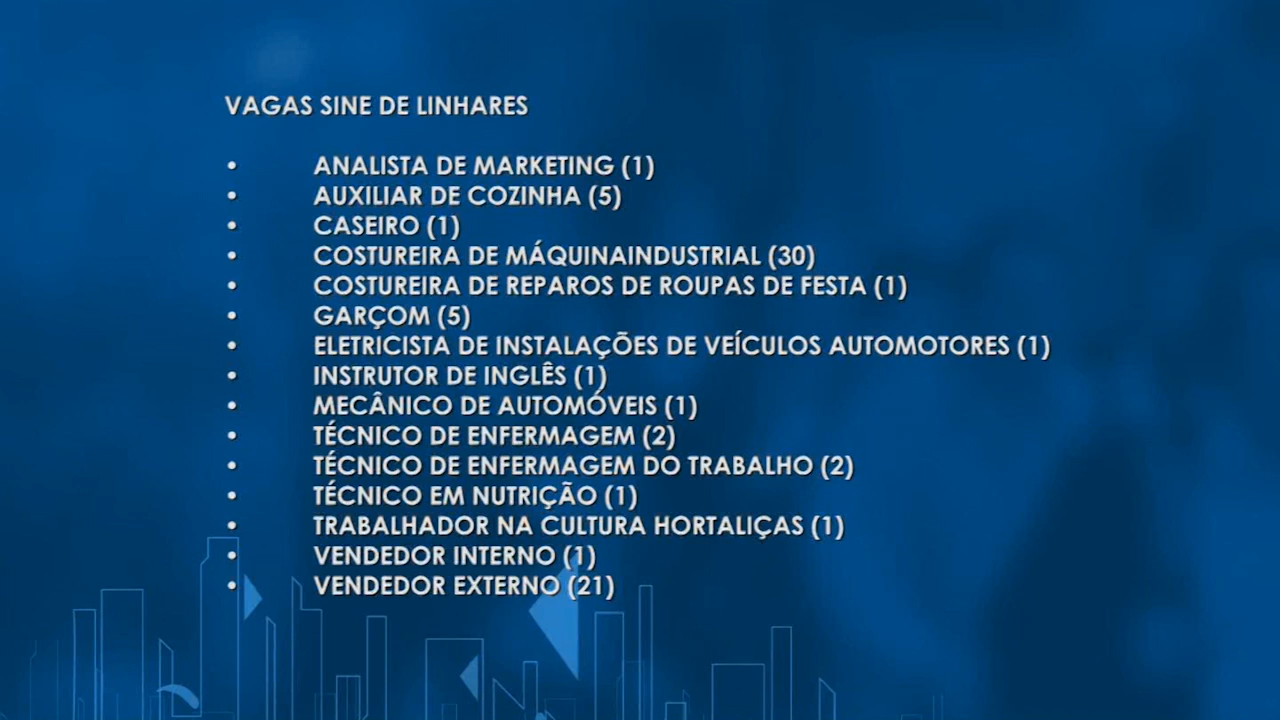 VAGAS SINE DE LINHARES
• ANALISTA DE MARKETING (1)
• AUXILIAR DE COZINHA (5)
• CASEIRO (1)
• COSTUREIRA DE MÁQUINAINDUSTRIAL (30)
• COSTUREIRA DE REPAROS DE ROUPAS DE FESTA (1)
• GARÇOM (5)
• ELETRICISTA DE INSTALAÇÕES DE VEÍCULOS AUTOMOTORES (1)
• INSTRUTOR DE INGLÊS (1)
• MECÂNICO DE AUTOMÓVEIS (1)
• TÉCNICO DE ENFERMAGEM (2)
• TÉCNICO DE ENFERMAGEM DO TRABALHO (2)
• TÉCNICO EM NUTRIÇÃO (1)
• TRABALHADOR NA CULTURA HORTALIÇAS (1)
• VENDEDOR INTERNO (1)
• VENDEDOR EXTERNO (21)